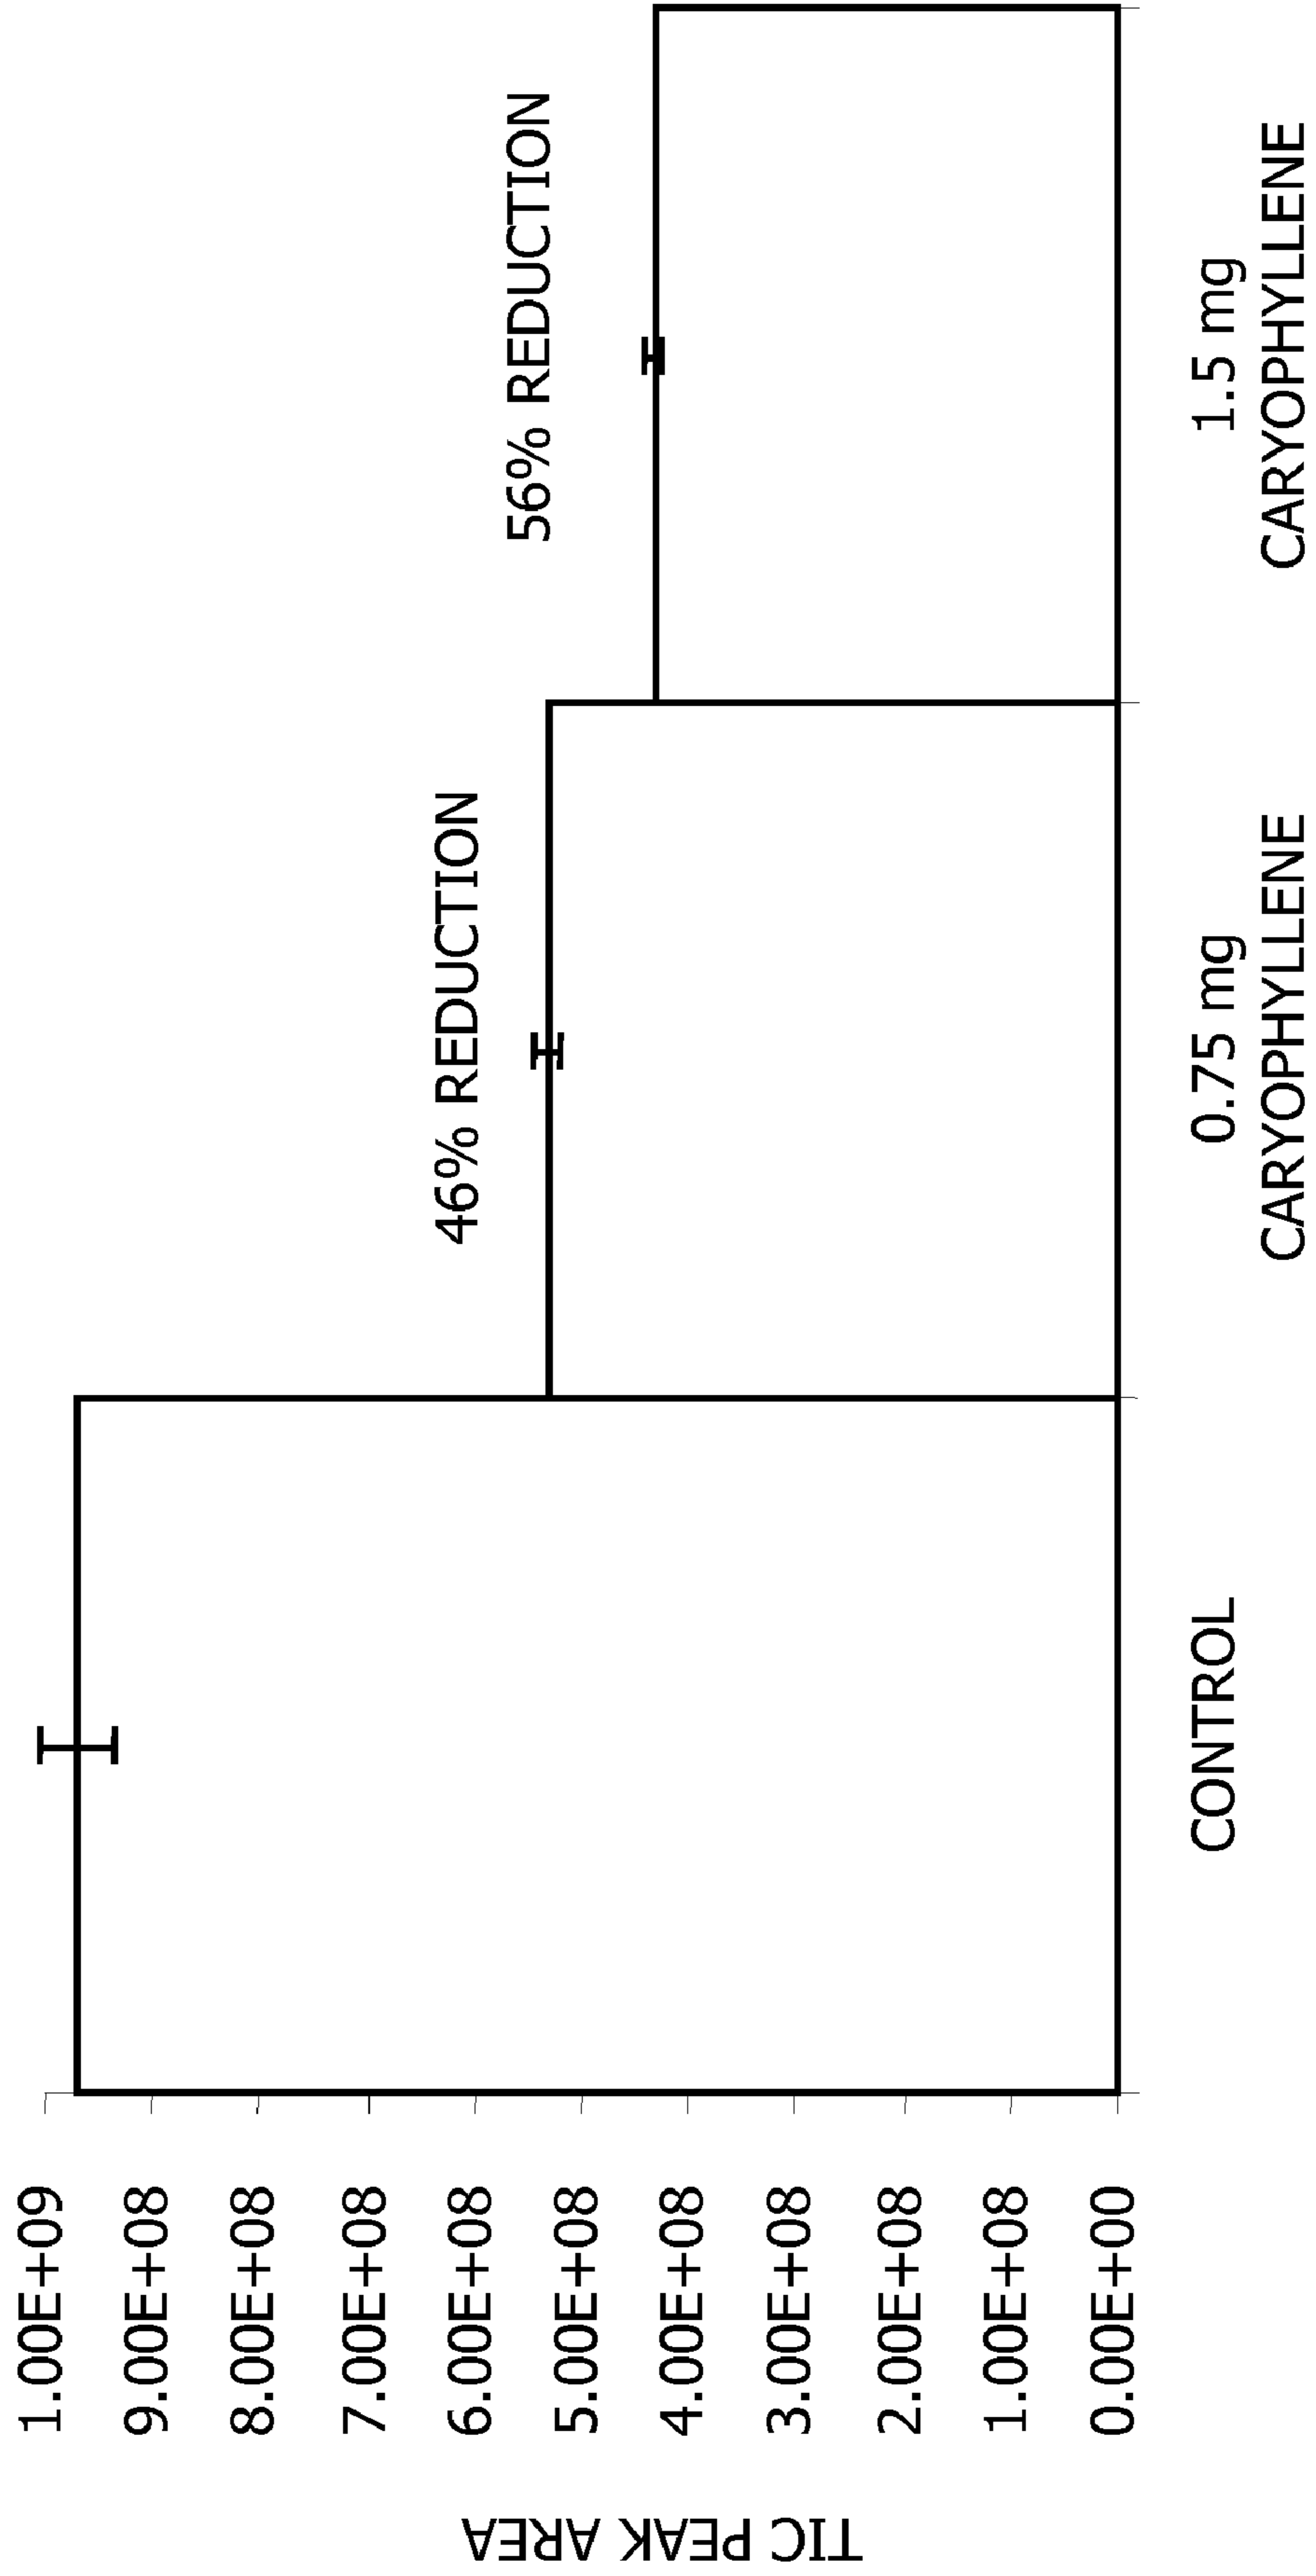 TIC PEAK AREA
1.00E+09
9.00E+08
8.00E+08
7.00E+08
6.00E+08
5.00E+08
4.00E+08
3.00E+08
2.00E+08
1.00E+08
0.00E+00
46% REDUCTION
56% REDUCTION
CONTROL
0.75 mg
CARYOPHYLLENE
1.5 mg
CARYOPHYLLENE